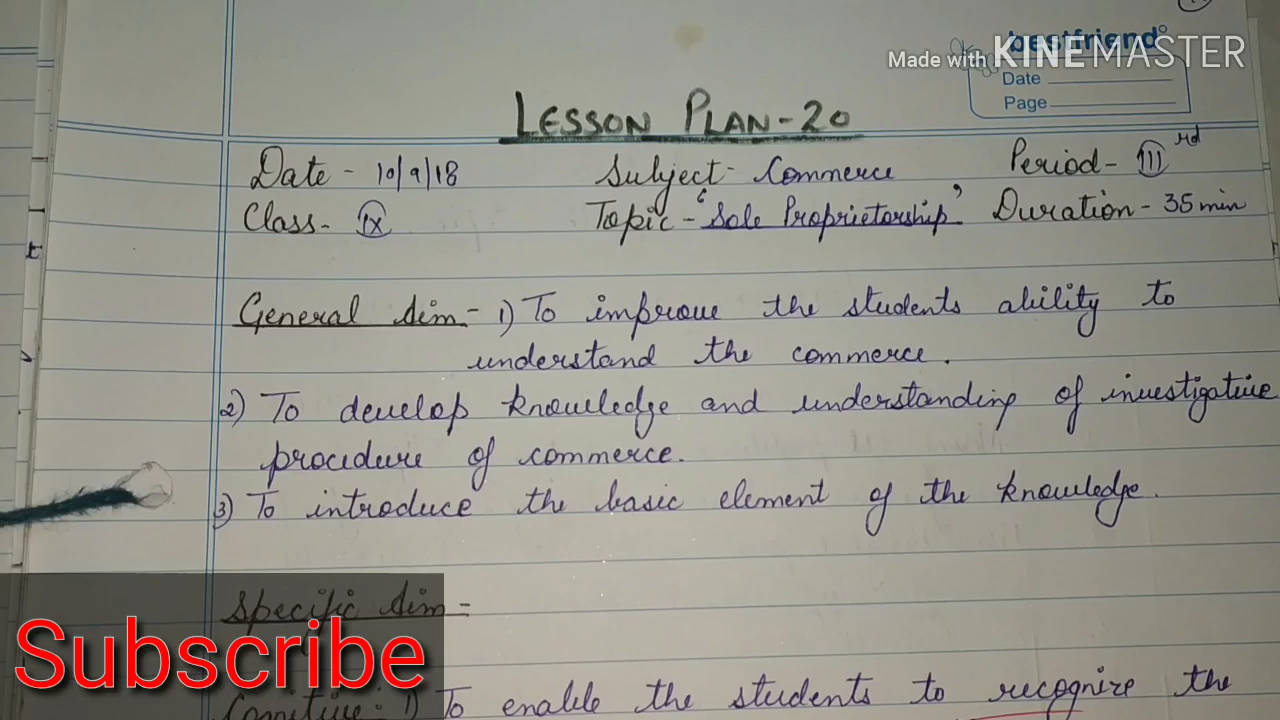 bestfriend
Made with KINEMASTER
Date
Page
LESSON PLAN-20
Date - 10/9/18 Subject - Commerce Period - III rd
Class - IX Topic - 'Sole Proprietorship' Duration - 35 min
General Aim - 1) To improve the students ability to
understand the commerce.
2) To develop knowledge and understanding of investigative
procedure of commerce.
3) To introduce the basic element of the knowledge.
Specific Aim =
Subscribe
Cognitive : 1) To enable the students to recognize the